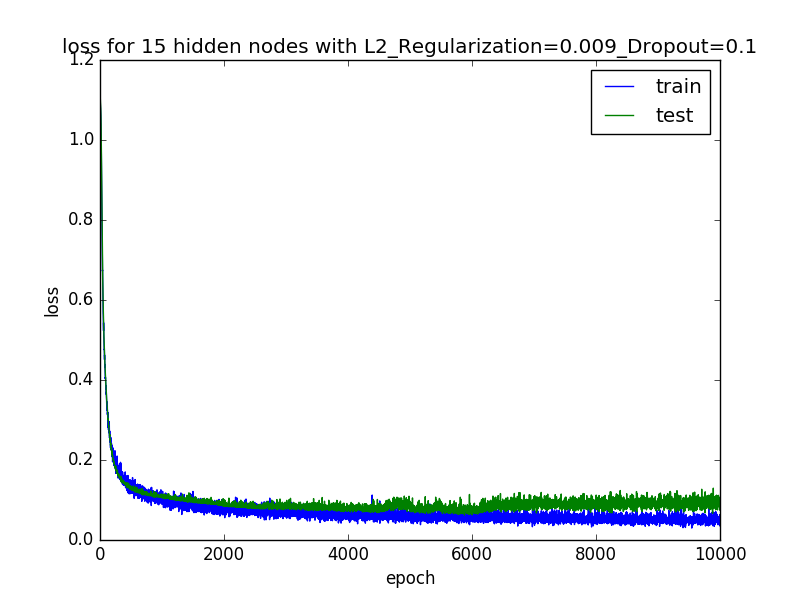 loss for 15 hidden nodes with L2_Regularization=0.009_Dropout=0.1
1.2
1.0
0.8
0.6
0.4
0.2
0.0
loss
train
test
0 2000 4000 6000 8000 10000
epoch